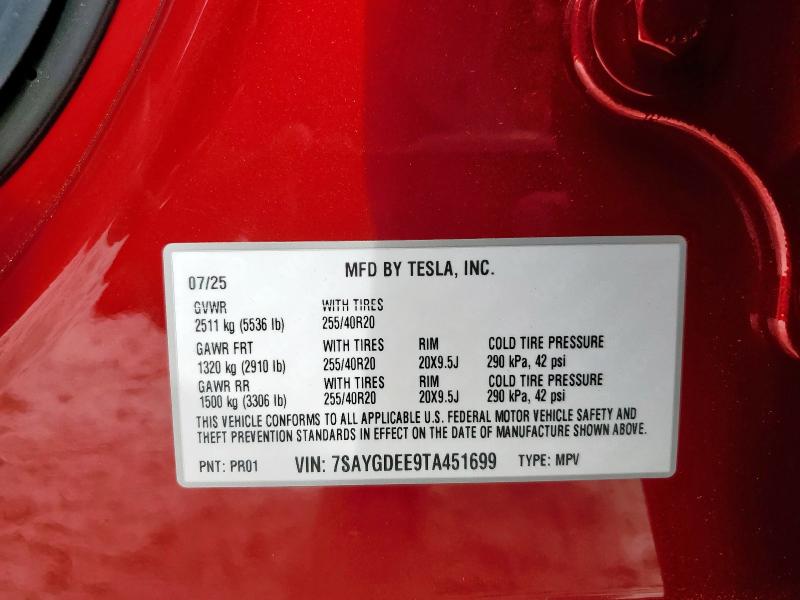 MFD BY TESLA, INC.
07/25
GVWR WITH TIRES
2511 kg (5536 lb) 255/40R20
GAWR FRT WITH TIRES RIM COLD TIRE PRESSURE
1320 kg (2910 lb) 255/40R20 20X9.5J 290 kPa, 42 psi
GAWR RR WITH TIRES RIM COLD TIRE PRESSURE
1500 kg (3306 lb) 255/40R20 20X9.5J 290 kPa, 42 psi
THIS VEHICLE CONFORMS TO ALL APPLICABLE U.S. FEDERAL MOTOR VEHICLE SAFETY AND
THEFT PREVENTION STANDARDS IN EFFECT ON THE DATE OF MANUFACTURE SHOWN ABOVE.
PNT: PR01 VIN: 7SAYGDEE9TA451699 TYPE: MPV